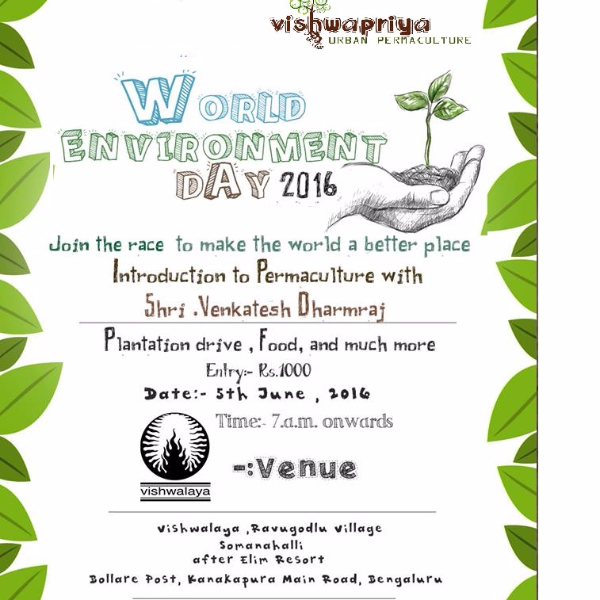 vishwapriya
URBAN PERMACULTURE
WORLD
ENVIRONMENT
DAY 2016
Join the race to make the world a better place
Introduction to Permaculture with
Shri .Venkatesh Dharmraj
Plantation drive , Food, and much more
Entry:- Rs.1000
Date:- 5th June , 2016
Time:- 7.a.m. onwards
vishwalaya
-:Venue
Vishwalaya ,Ravugodlu Village
Somanahalli
after Elim Resort
Dollare Post, Kanakapura Main Road, Bengaluru